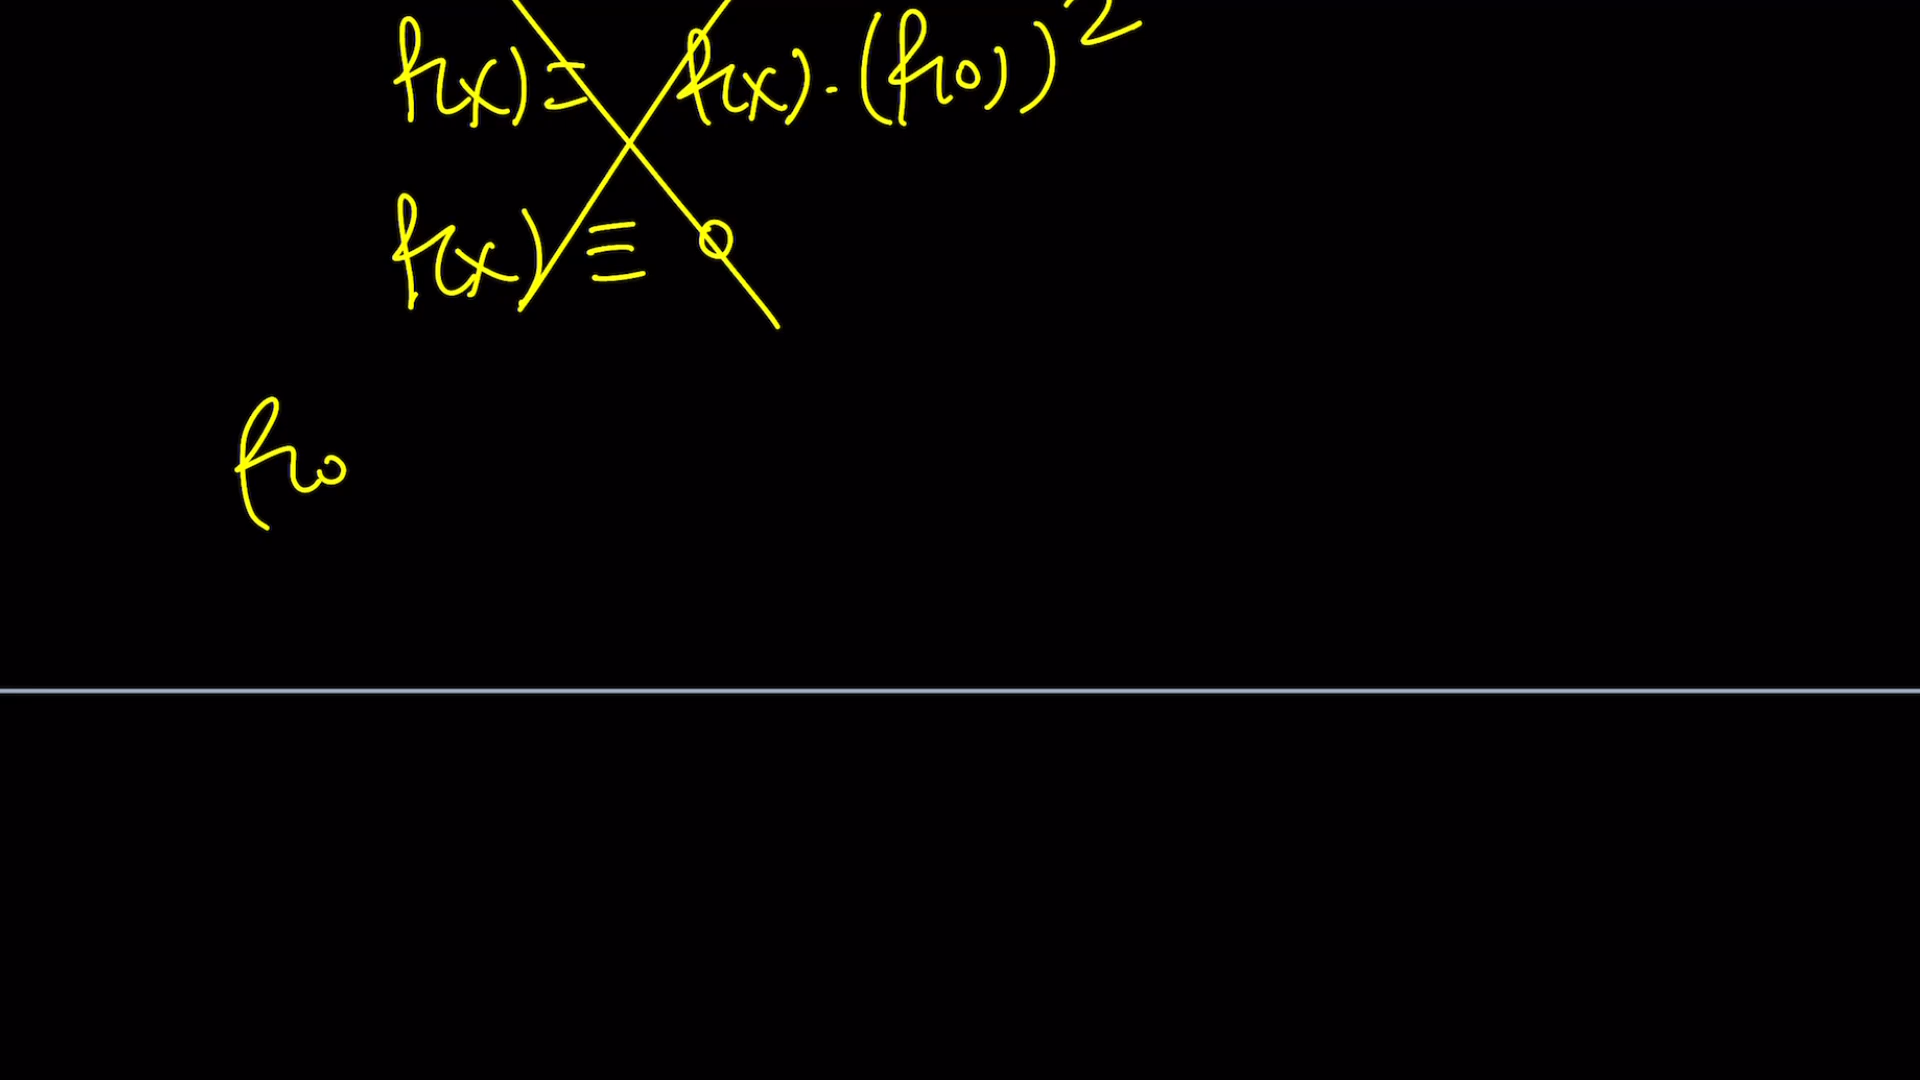 f(x) = f(x) · (f(0))²
f(x) ≡ 0
f(0